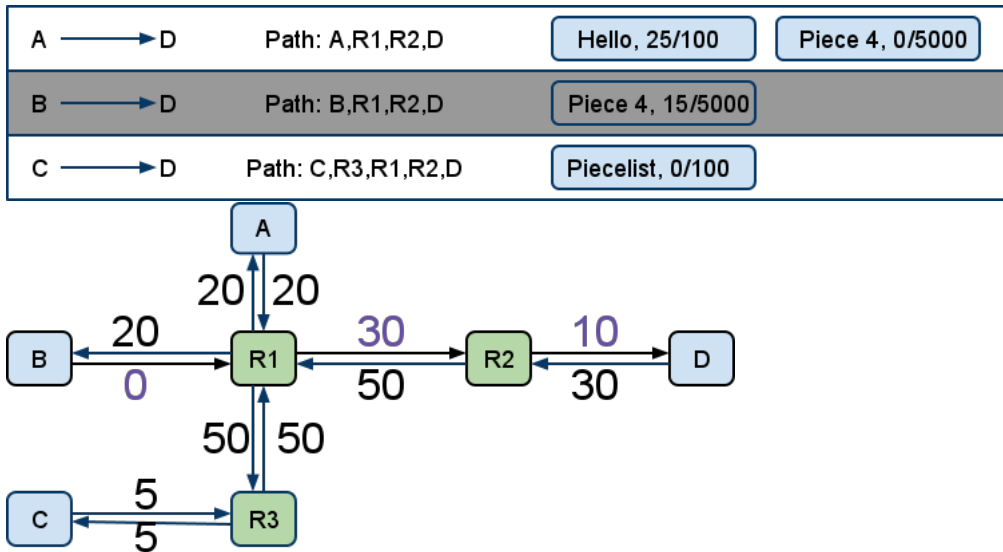 A D Path: A,R1,R2,D Hello, 25/100 Piece 4, 0/5000
B D Path: B,R1,R2,D Piece 4, 15/5000
C D Path: C,R3,R1,R2,D Piecelist, 0/100
A
20 20
20 30 10
B R1 R2 D
0 50 30
50 50
5
C R3
5